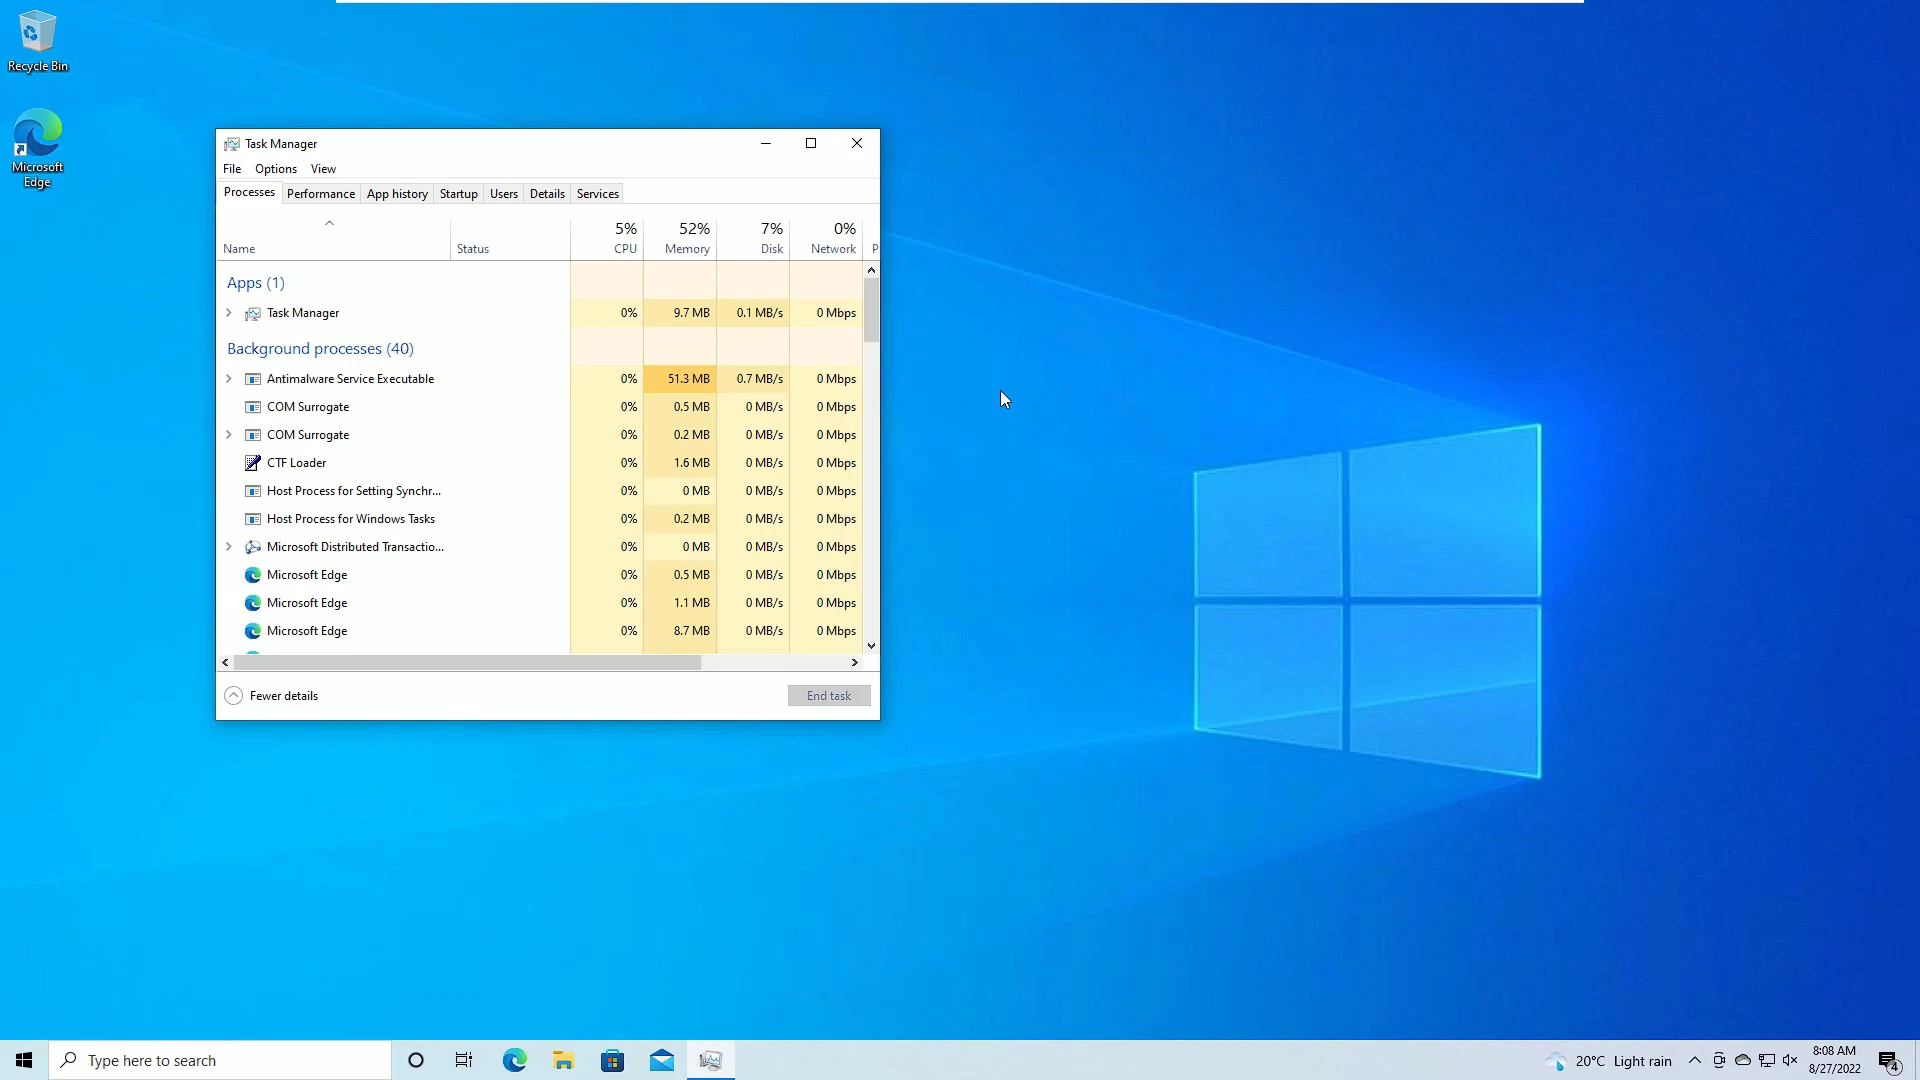 Recycle Bin
Microsoft
Edge
Task Manager
File Options View
Processes Performance App history Startup Users Details Services
5% 52% 7% 0%
Name Status CPU Memory Disk Network P
Apps (1)
Task Manager 0% 9.7 MB 0.1 MB/s 0 Mbps
Background processes (40)
Antimalware Service Executable 0% 51.3 MB 0.7 MB/s 0 Mbps
COM Surrogate 0% 0.5 MB 0 MB/s 0 Mbps
COM Surrogate 0% 0.2 MB 0 MB/s 0 Mbps
CTF Loader 0% 1.6 MB 0 MB/s 0 Mbps
Host Process for Setting Synchr... 0% 0 MB 0 MB/s 0 Mbps
Host Process for Windows Tasks 0% 0.2 MB 0 MB/s 0 Mbps
Microsoft Distributed Transactio... 0% 0 MB 0 MB/s 0 Mbps
Microsoft Edge 0% 0.5 MB 0 MB/s 0 Mbps
Microsoft Edge 0% 1.1 MB 0 MB/s 0 Mbps
Microsoft Edge 0% 8.7 MB 0 MB/s 0 Mbps
Fewer details End task
Type here to search 20°C Light rain 8:08 AM
8/27/2022 4